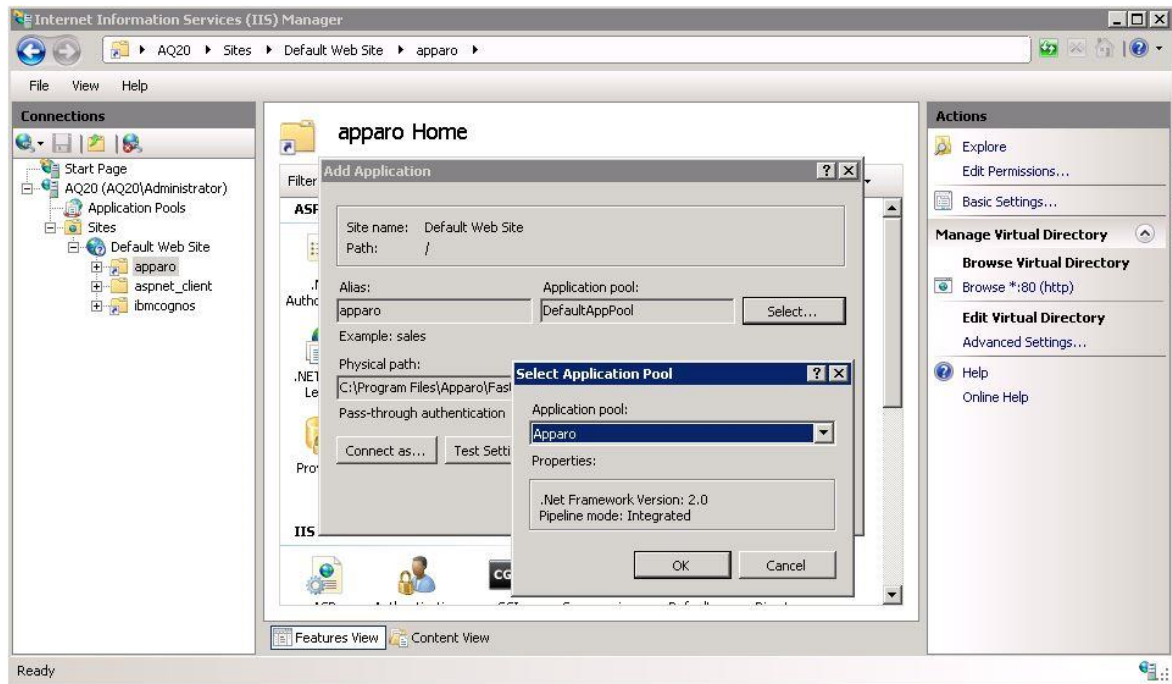 Internet Information Services (IIS) Manager
AQ20 Sites Default Web Site apparo
File View Help
Connections
Start Page
AQ20 (AQ20\Administrator)
Application Pools
Sites
Default Web Site
apparo
aspnet_client
ibmcognos
apparo Home
Filter
ASP
Add Application
Site name: Default Web Site
Path: /
Alias:
Application pool:
apparo
DefaultAppPool
Select...
Example: sales
Physical path:
C:\Program Files\Apparo\Fast
Pass-through authentication
Connect as...
Test Setti
.NET
Le
IIS
Select Application Pool
Application pool:
Apparo
Properties:
.Net Framework Version: 2.0
Pipeline mode: Integrated
OK
Cancel
Features View
Content View
Actions
Explore
Edit Permissions...
Basic Settings...
Manage Virtual Directory
Browse Virtual Directory
Browse *:80 (http)
Edit Virtual Directory
Advanced Settings...
Help
Online Help
Ready